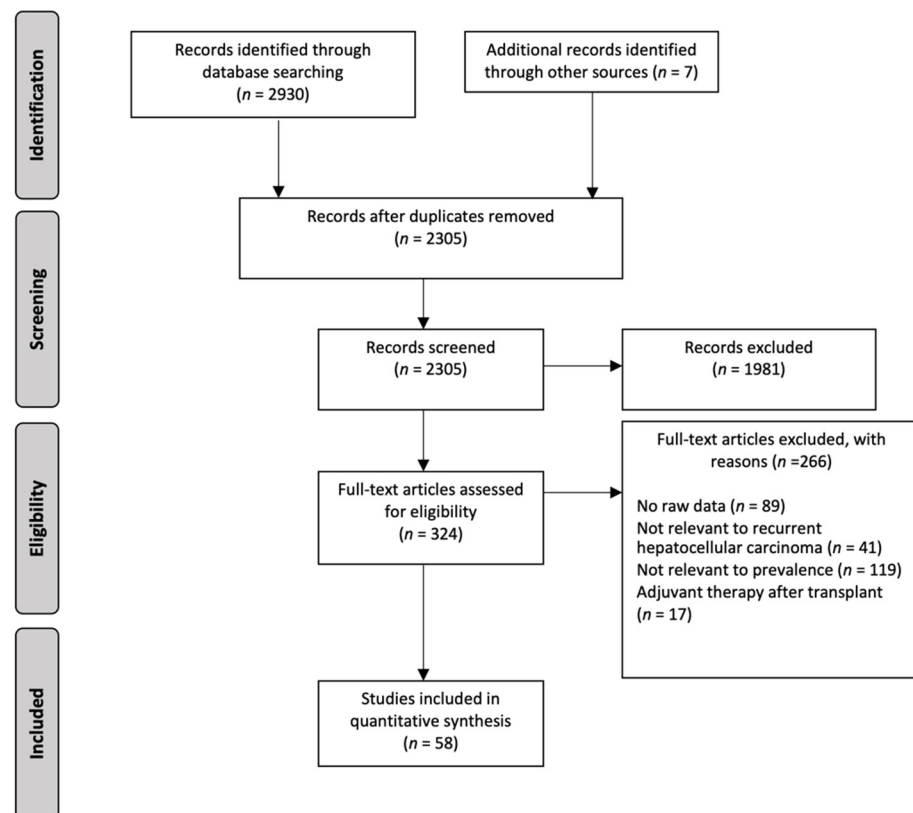 Identification
Records identified through
database searching
(n = 2930)
Additional records identified
through other sources (n = 7)
Records after duplicates removed
(n = 2305)
Screening
Records screened
(n = 2305)
Records excluded
(n = 1981)
Eligibility
Full-text articles assessed
for eligibility
(n = 324)
Full-text articles excluded, with
reasons (n =266)
No raw data (n = 89)
Not relevant to recurrent
hepatocellular carcinoma (n = 41)
Not relevant to prevalence (n = 119)
Adjuvant therapy after transplant
(n = 17)
Included
Studies included in
quantitative synthesis
(n = 58)